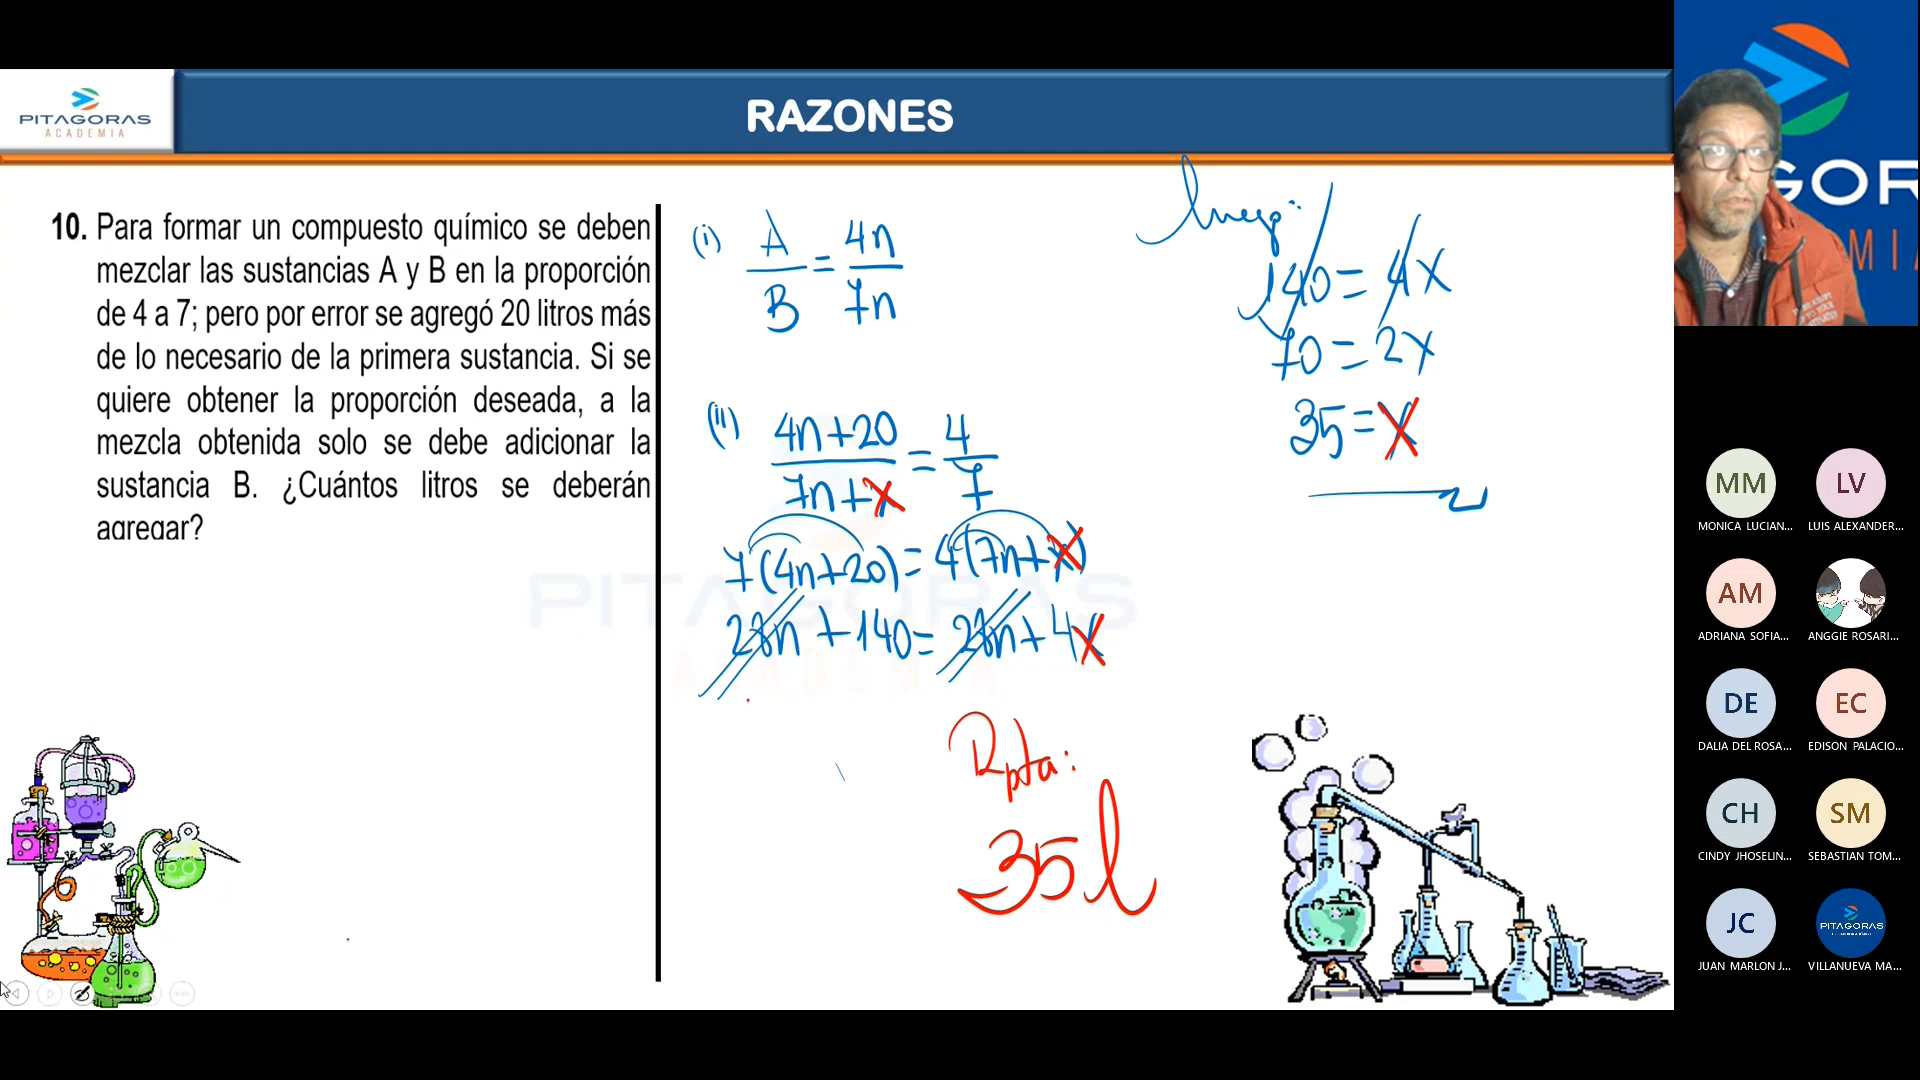 PITAGORAS
ACADEMIA
RAZONES
10. Para formar un compuesto químico se deben
mezclar las sustancias A y B en la proporción
de 4 a 7; pero por error se agregó 20 litros más
de lo necesario de la primera sustancia. Si se
quiere obtener la proporción deseada, a la
mezcla obtenida solo se debe adicionar la
sustancia B. ¿Cuántos litros se deberán
agregar?
(i) A/B = 4n/7n
(ii) (4n+20)/(7n+x) = 4/7
7(4n+20) = 4(7n+x)
28n + 140 = 28n + 4x
Rpta:
35 l
luego:
140 = 4x
70 = 2x
35 = x
PITAGORAS
ACADEMIA
GOR
MIA
MM
MONICA LUCIAN...
LV
LUIS ALEXANDER...
AM
ADRIANA SOFIA...
ANGGIE ROSARI...
DE
DALIA DEL ROSA...
EC
EDISON PALACIO...
CH
CINDY JHOSELIN...
SM
SEBASTIAN TOM...
JC
JUAN MARLON J...
PITAGORAS
VILLANUEVA MA...